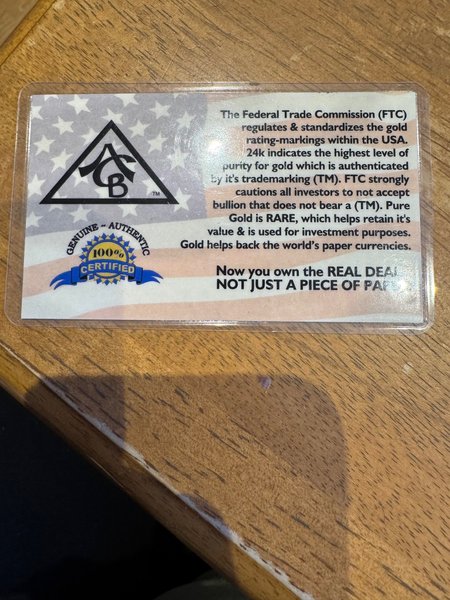 ACB
TM
GENUINE ~ AUTHENTIC
100%
CERTIFIED
The Federal Trade Commission (FTC)
regulates & standardizes the gold
rating-markings within the USA.
24k indicates the highest level of
purity for gold which is authenticated
by it's trademarking (TM). FTC strongly
cautions all investors to not accept
bullion that does not bear a (TM). Pure
Gold is RARE, which helps retain it's
value & is used for investment purposes.
Gold helps back the world's paper currencies.
Now you own the REAL DEAL
NOT JUST A PIECE OF